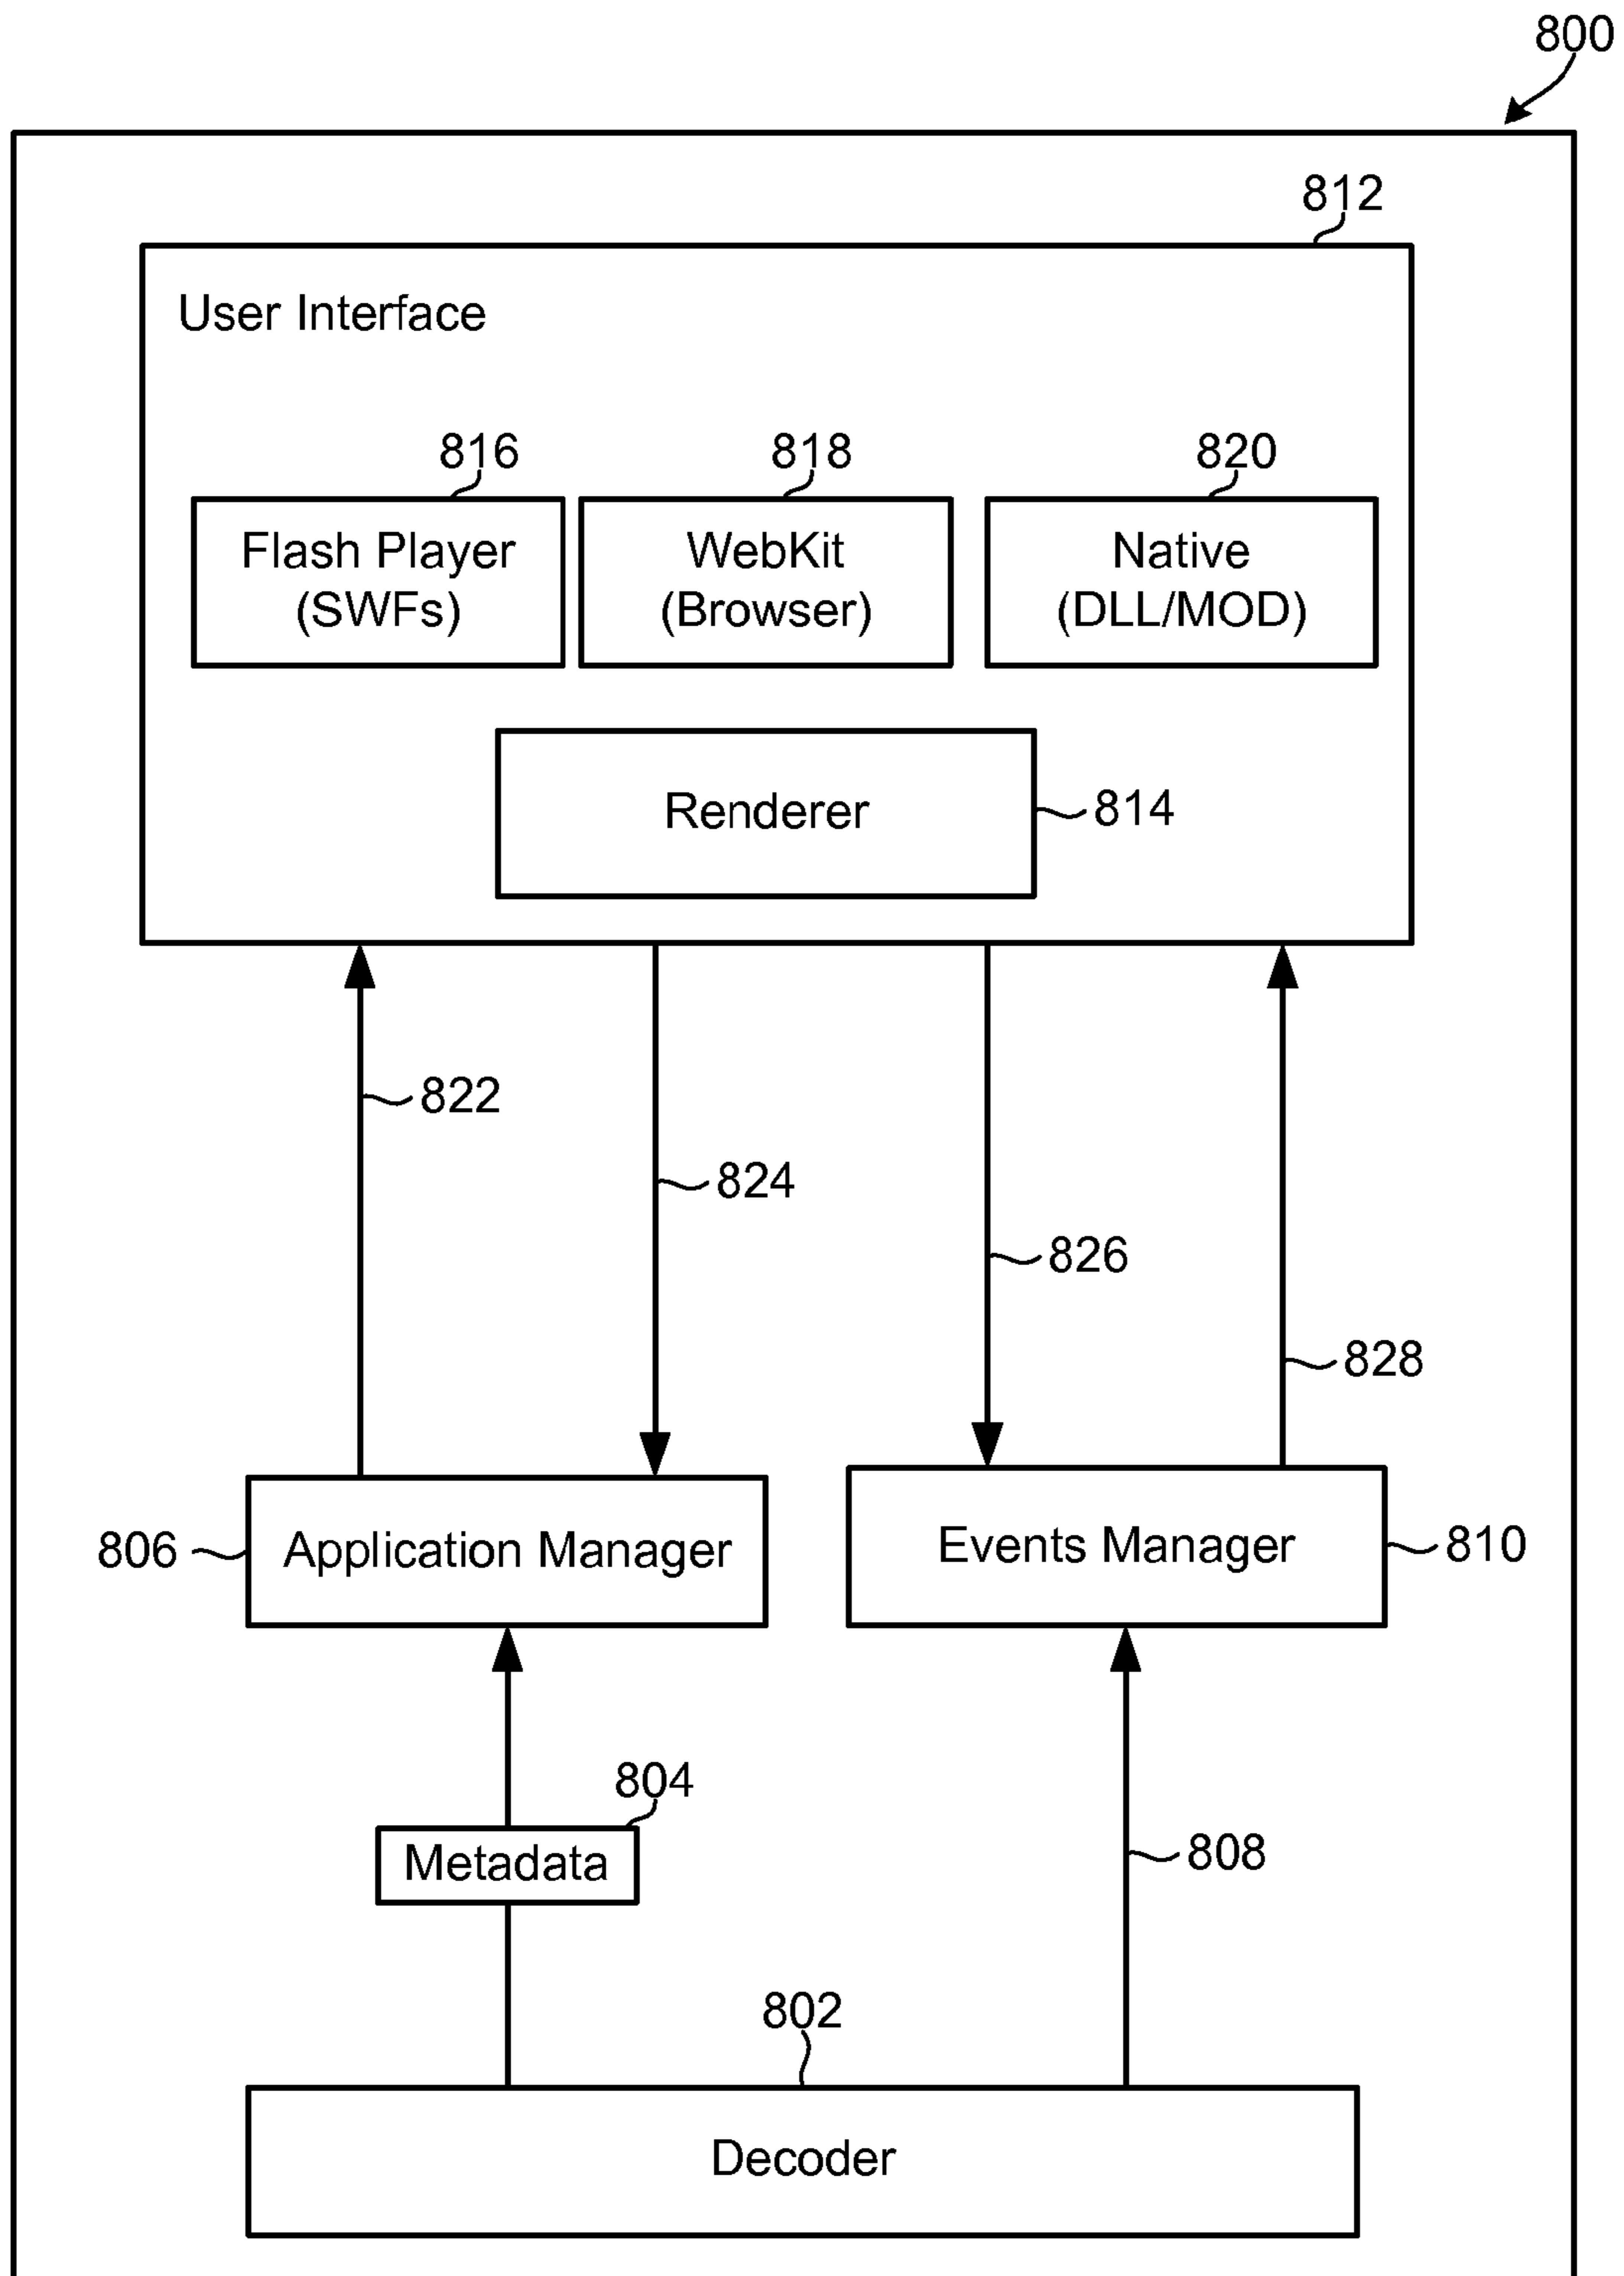 800
812
User Interface
816
818
820
Flash Player
(SWFs)
WebKit
(Browser)
Native
(DLL/MOD)
Renderer
814
822
824
826
828
806
Application Manager
Events Manager
810
804
Metadata
808
802
Decoder